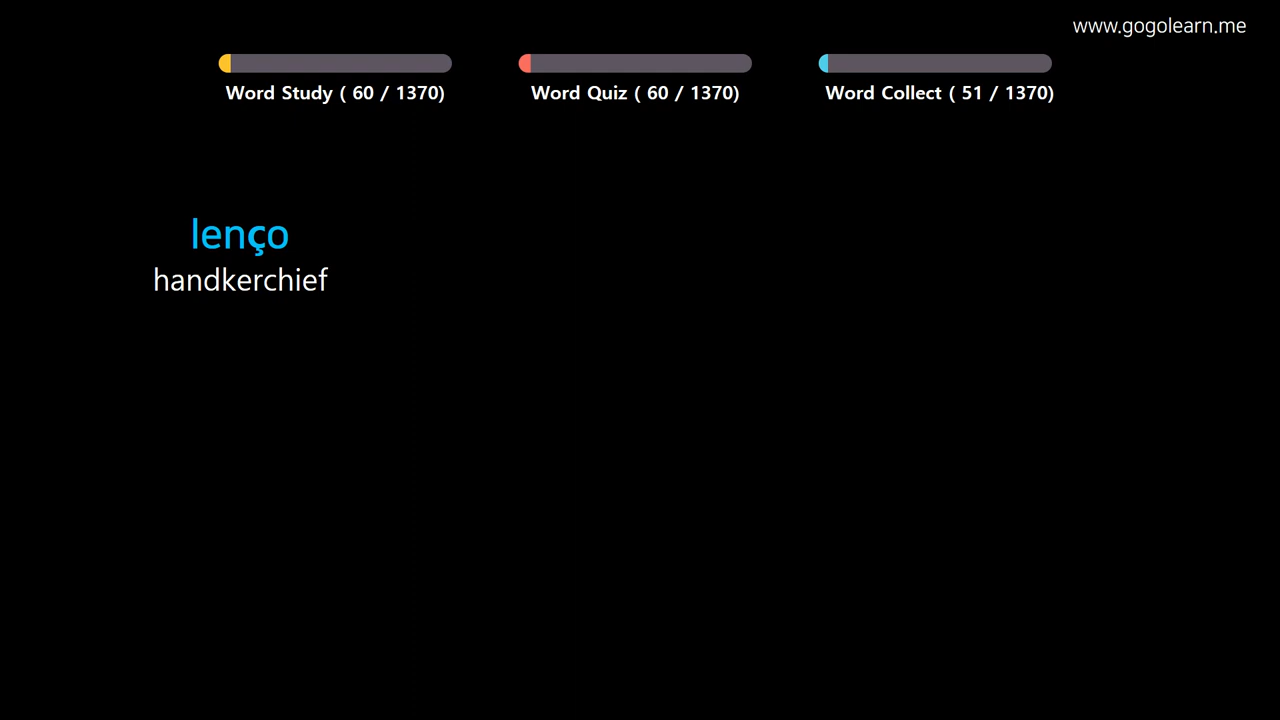 www.gogolearn.me
Word Study ( 60 / 1370)
Word Quiz ( 60 / 1370)
Word Collect ( 51 / 1370)
lenço
handkerchief